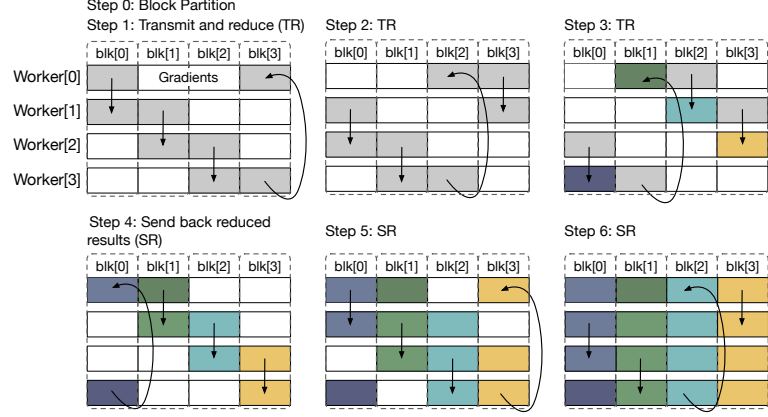 Step 0: Block Partition
Step 1: Transmit and reduce (TR)
Step 2: TR
Step 3: TR
blk[0] blk[1] blk[2] blk[3]
blk[0] blk[1] blk[2] blk[3]
blk[0] blk[1] blk[2] blk[3]
Worker[0]
Gradients
Worker[1]
Worker[2]
Worker[3]
Step 4: Send back reduced
results (SR)
Step 5: SR
Step 6: SR
blk[0] blk[1] blk[2] blk[3]
blk[0] blk[1] blk[2] blk[3]
blk[0] blk[1] blk[2] blk[3]